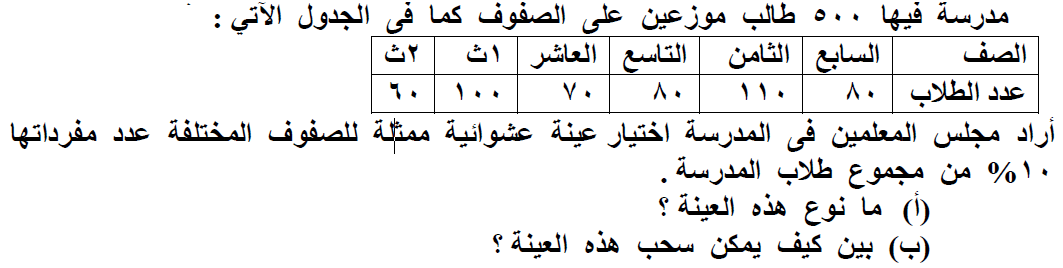 مدرسة فيها ٥٠٠ طالب موزعين على الصفوف كما فى الجدول الآتي :
الصف السابع الثامن التاسع العاشر ١ث ٢ث
عدد الطلاب ٨٠ ١١٠ ٨٠ ٧٠ ١٠٠ ٦٠
أراد مجلس المعلمين فى المدرسة اختيار عينة عشوائية ممثلة للصفوف المختلفة عدد مفرداتها
١٠% من مجموع طلاب المدرسة .
(أ) ما نوع هذه العينة ؟
(ب) بين كيف يمكن سحب هذه العينة ؟